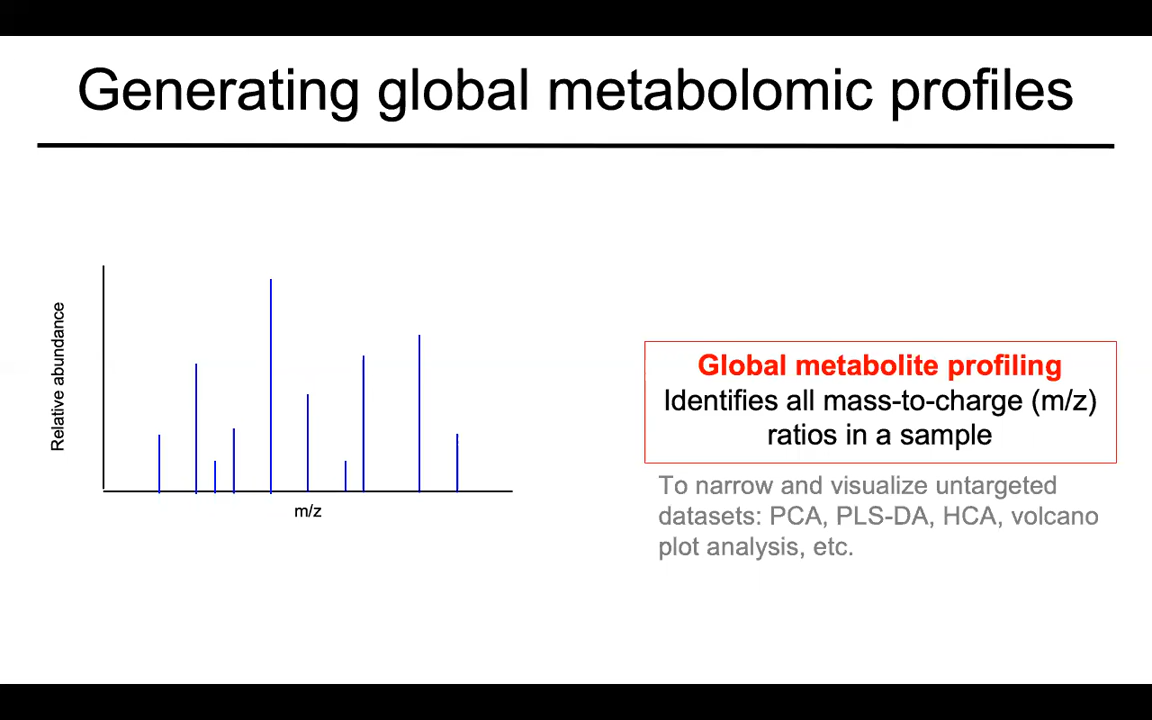 Generating global metabolomic profiles
Relative abundance
m/z
Global metabolite profiling
Identifies all mass-to-charge (m/z)
ratios in a sample
To narrow and visualize untargeted
datasets: PCA, PLS-DA, HCA, volcano
plot analysis, etc.